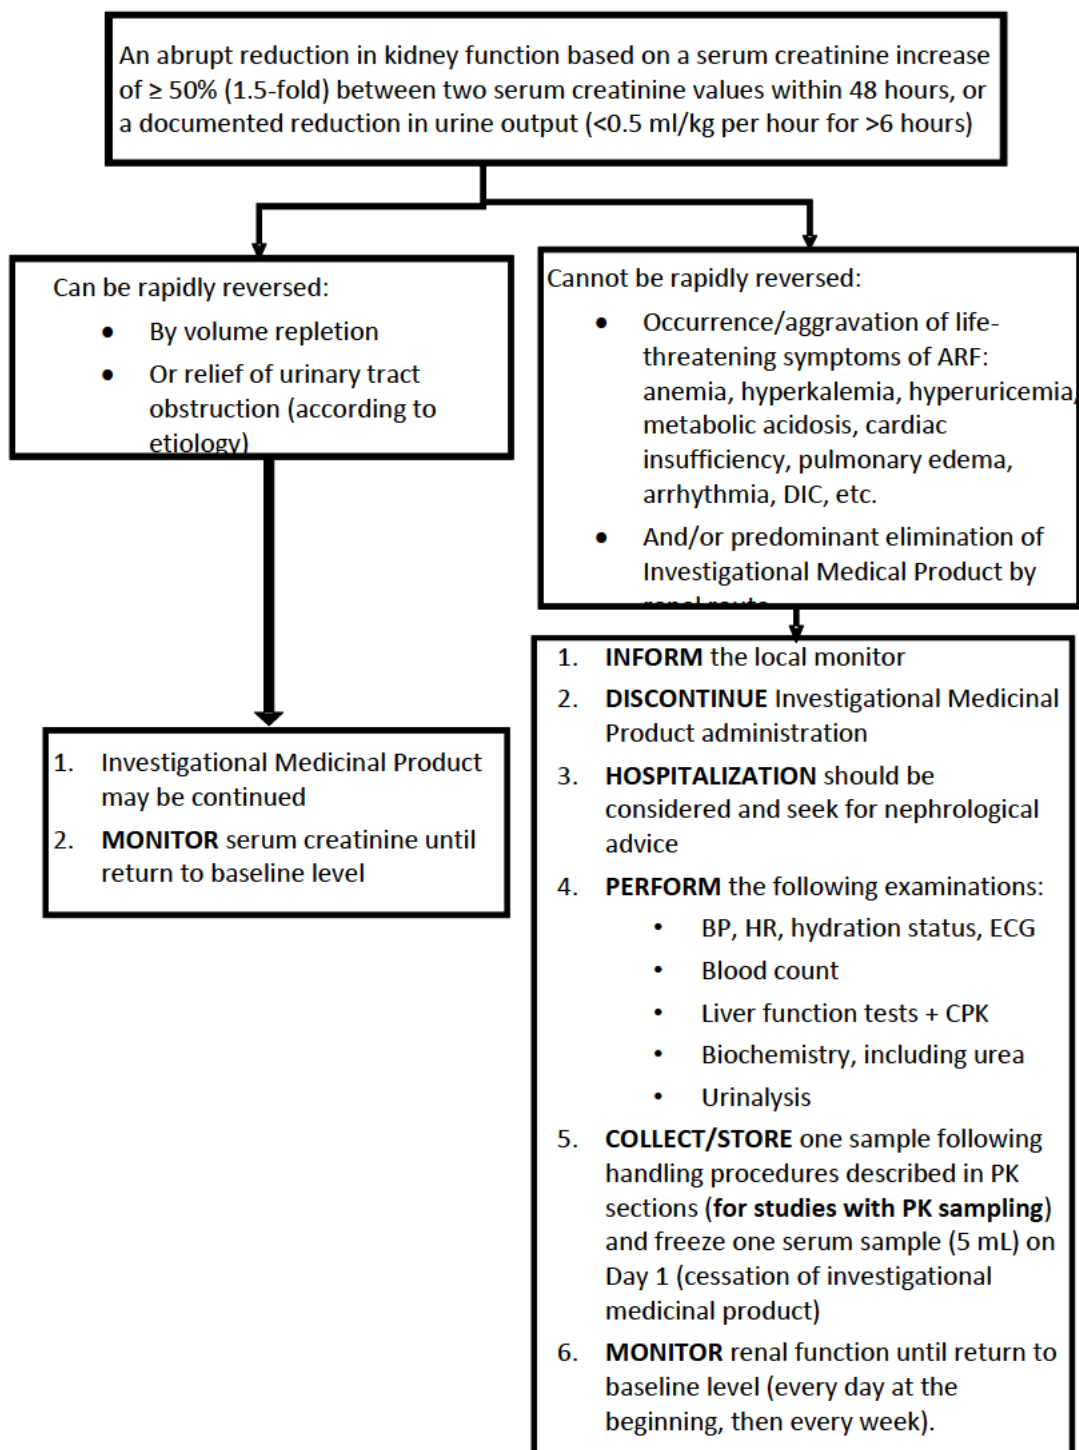 An abrupt reduction in kidney function based on a serum creatinine increase
of ≥ 50% (1.5-fold) between two serum creatinine values within 48 hours, or
a documented reduction in urine output (<0.5 ml/kg per hour for >6 hours)
Can be rapidly reversed:
• By volume repletion
• Or relief of urinary tract
obstruction (according to
etiology)
Cannot be rapidly reversed:
• Occurrence/aggravation of life-
threatening symptoms of ARF:
anemia, hyperkalemia, hyperuricemia,
metabolic acidosis, cardiac
insufficiency, pulmonary edema,
arrhythmia, DIC, etc.
• And/or predominant elimination of
Investigational Medical Product by
renal route
1. Investigational Medicinal Product
may be continued
2. MONITOR serum creatinine until
return to baseline level
1. INFORM the local monitor
2. DISCONTINUE Investigational Medicinal
Product administration
3. HOSPITALIZATION should be
considered and seek for nephrological
advice
4. PERFORM the following examinations:
• BP, HR, hydration status, ECG
• Blood count
• Liver function tests + CPK
• Biochemistry, including urea
• Urinalysis
5. COLLECT/STORE one sample following
handling procedures described in PK
sections (for studies with PK sampling)
and freeze one serum sample (5 mL) on
Day 1 (cessation of investigational
medicinal product)
6. MONITOR renal function until return to
baseline level (every day at the
beginning, then every week).